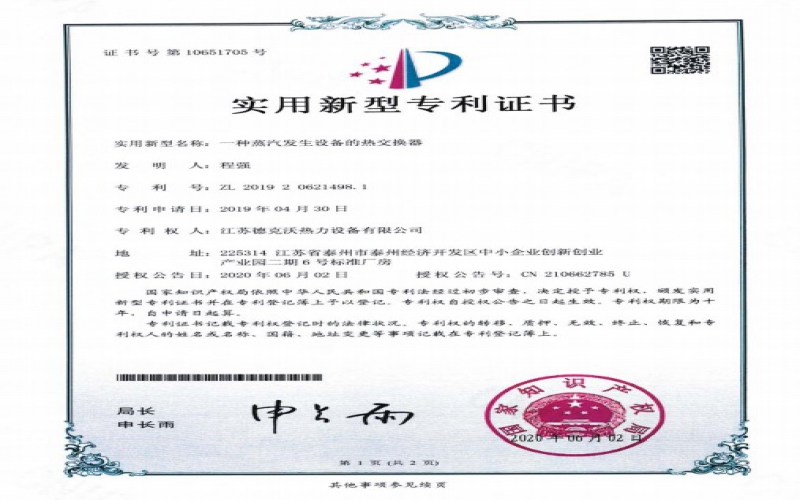 证书号第10651705号
实用新型专利证书
实用新型名称：一种蒸汽发生设备的热交换器
发明人：程强
专利号：ZL 2019 2 0621498.1
专利申请日：2019年04月30日
专利权人：江苏德克沃热力设备有限公司
地址：225314 江苏省泰州市泰州经济开发区中小企业创新创业
产业园二期6号标准厂房
授权公告日：2020年06月02日 授权公告号：CN 210662785 U
国家知识产权局依照中华人民共和国专利法经过初步审查，决定授予专利权，颁发实用
新型专利证书并在专利登记簿上予以登记。专利权自授权公告之日起生效。专利权期限为十
年，自申请日起算。
专利证书记载专利权登记时的法律状况。专利权的转移、质押、无效、终止、恢复和专
利权人的姓名或名称、国籍、地址变更等事项记载在专利登记簿上。
局长
申长雨
申长雨
国家知识产权局
2020年06月02日
第1页(共2页)
其他事项参见续页